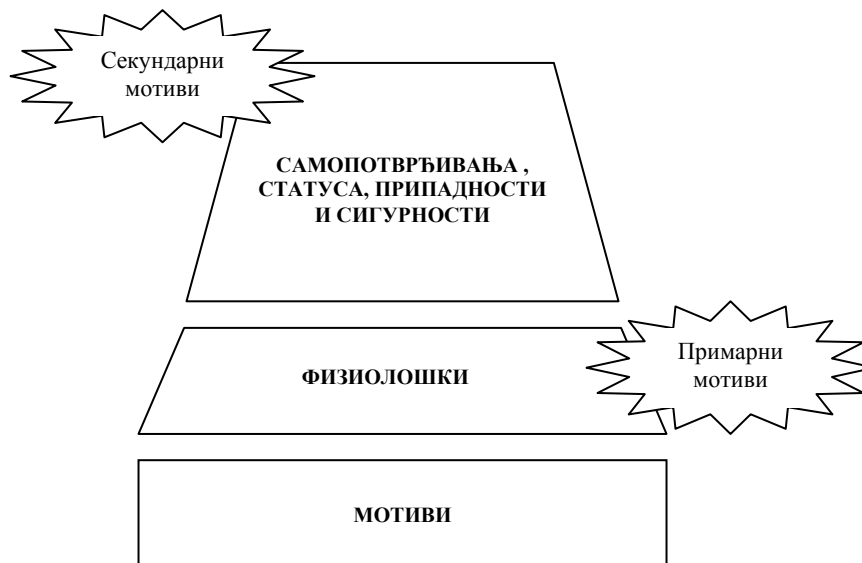 Секундарни
мотиви
САМОПОТВРЂИВАЊА ,
СТАТУСА, ПРИПАДНОСТИ
И СИГУРНОСТИ
Примарни
мотиви
ФИЗИОЛОШКИ
МОТИВИ